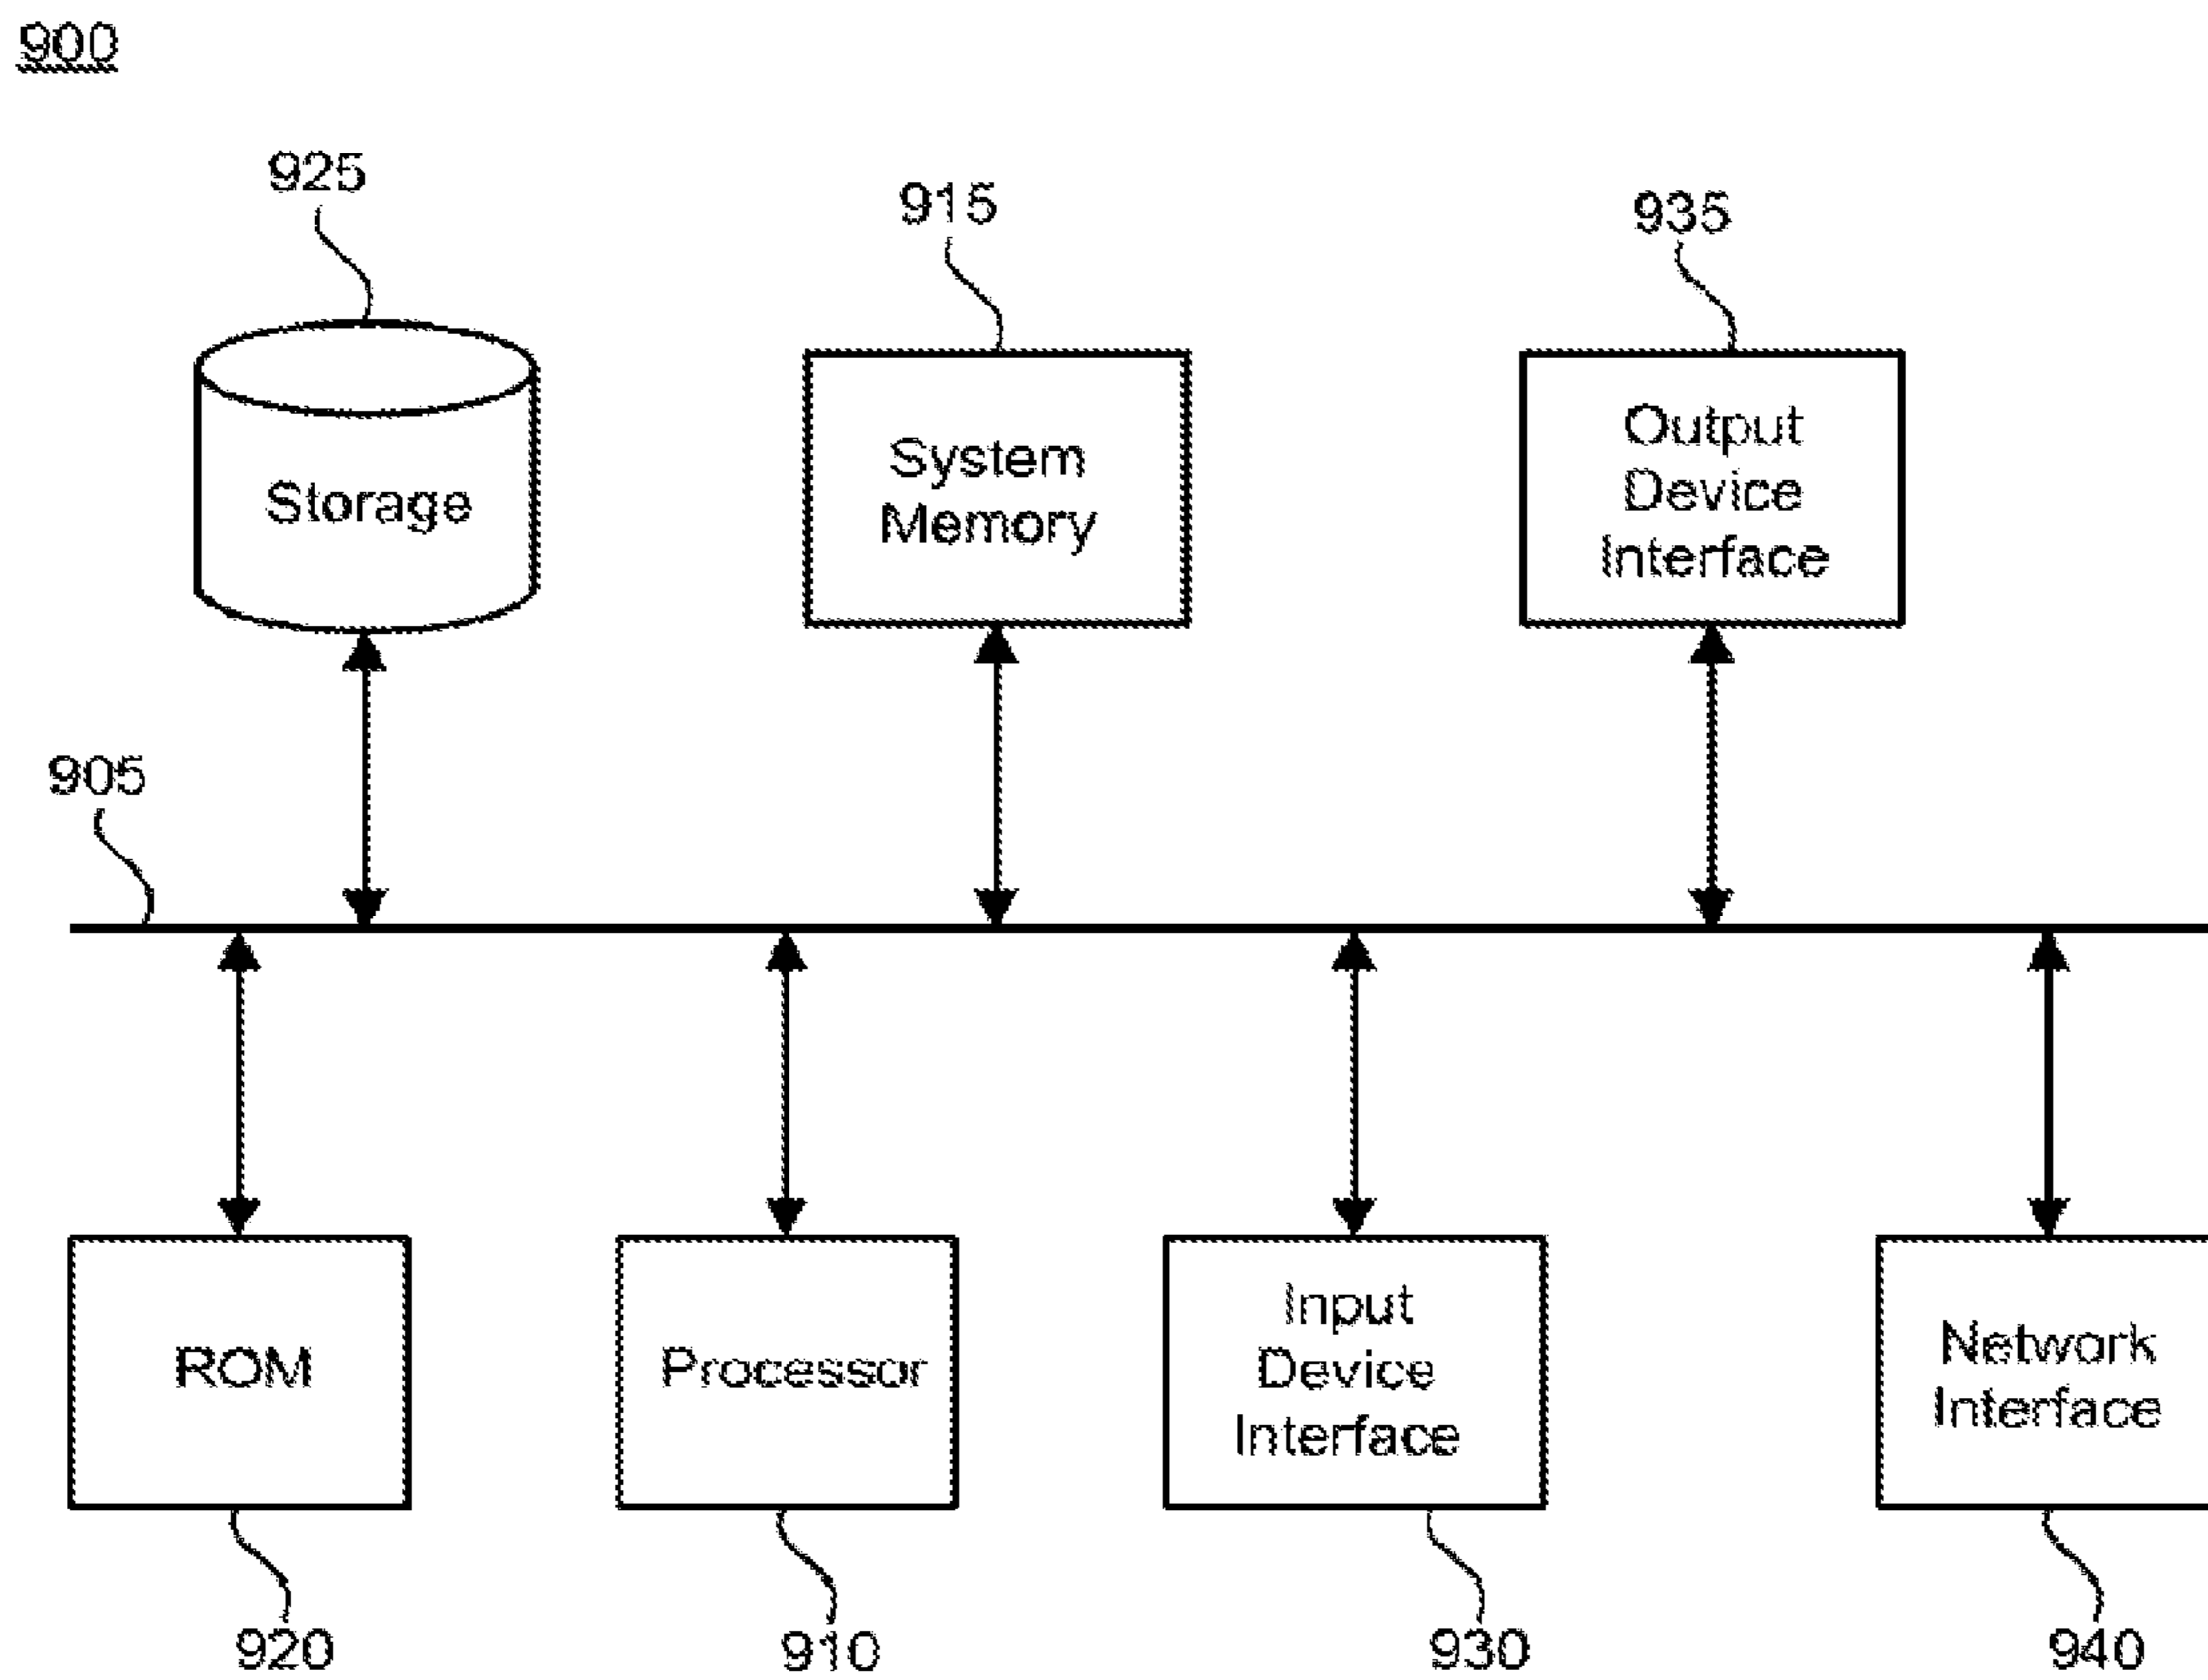 900
925
915
935
Storage
System
Memory
Output
Device
Interface
905
ROM
Processor
Input
Device
Interface
Network
Interface
920
910
930
940